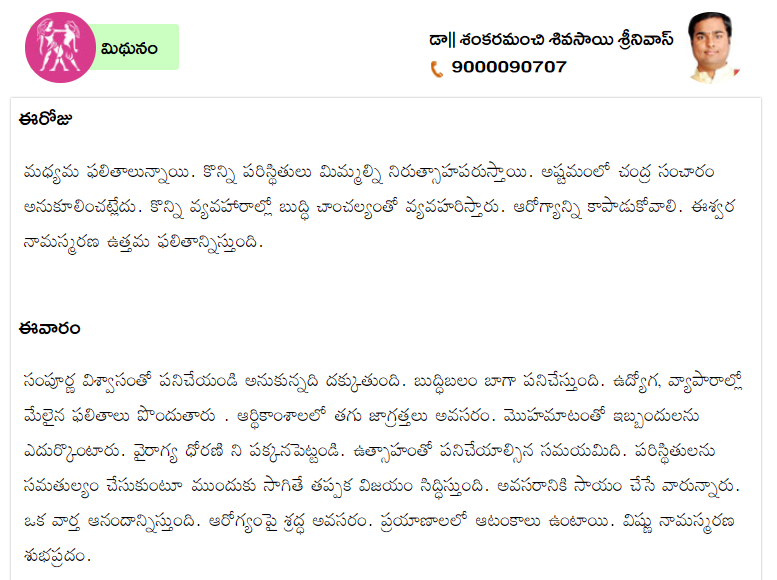 మిథునం
డా|| శంకరమంచి శివసాయి శ్రీనివాస్
9000090707
ఈరోజు
మధ్యమ ఫలితాలున్నాయి. కొన్ని పరిస్థితులు మిమ్మల్ని నిరుత్సాహపరుస్తాయి. అష్టమంలో చంద్ర సంచారం
అనుకూలించట్లేదు. కొన్ని వ్యవహారాల్లో బుద్ధి చాంచల్యంతో వ్యవహరిస్తారు. ఆరోగ్యాన్ని కాపాడుకోవాలి. ఈశ్వర
నామస్మరణ ఉత్తమ ఫలితాన్నిస్తుంది.
ఈవారం
సంపూర్ణ విశ్వాసంతో పనిచేయండి అనుకున్నది దక్కుతుంది. బుద్ధిబలం బాగా పనిచేస్తుంది. ఉద్యోగ, వ్యాపారాల్లో
మేలైన ఫలితాలు పొందుతారు . ఆర్థికాంశాలలో తగు జాగ్రత్తలు అవసరం. మొహమాటంతో ఇబ్బందులను
ఎదుర్కొంటారు. వైరాగ్య ధోరణి ని పక్కనపెట్టండి. ఉత్సాహంతో పనిచేయాల్సిన సమయమిది. పరిస్థితులను
సమతుల్యం చేసుకుంటూ ముందుకు సాగితే తప్పక విజయం సిద్ధిస్తుంది. అవసరానికి సాయం చేసే వారున్నారు.
ఒక వార్త ఆనందాన్నిస్తుంది. ఆరోగ్యంపై శ్రద్ధ అవసరం. ప్రయాణాలలో ఆటంకాలు ఉంటాయి. విష్ణు నామస్మరణ
శుభప్రదం.